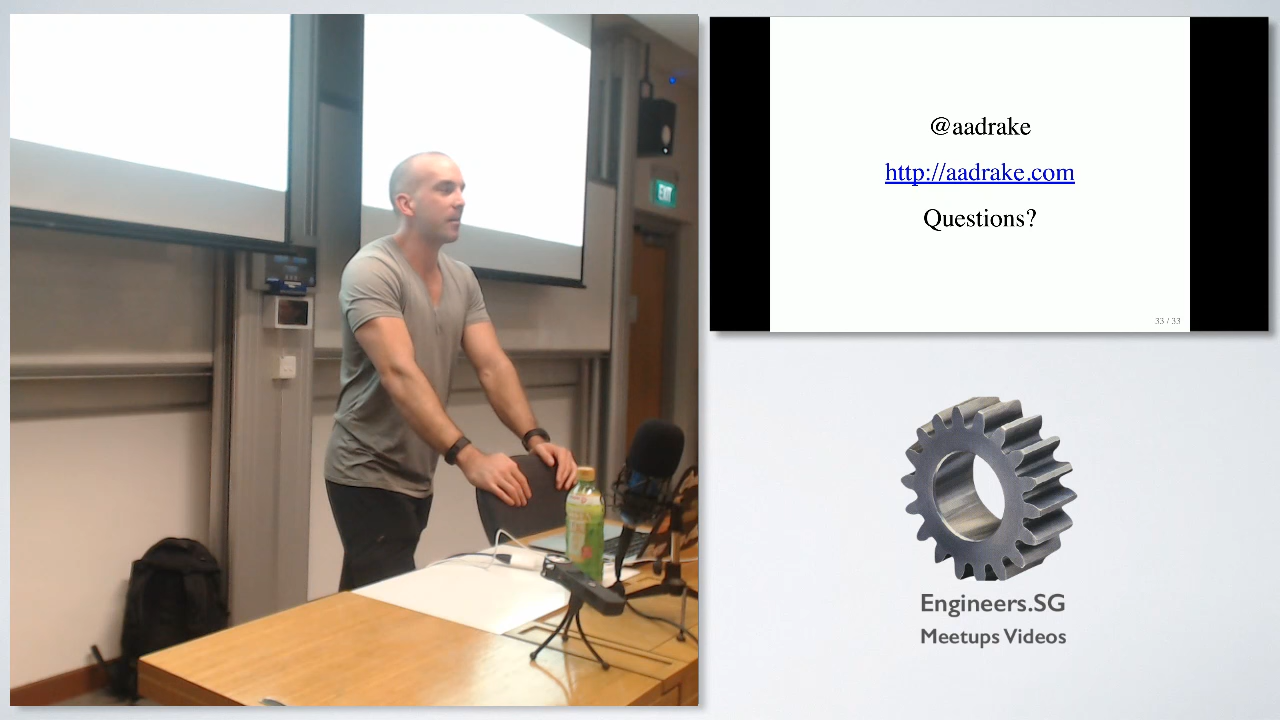 EXIT
@aadrake
http://aadrake.com
Questions?
33 / 33
Engineers.SG
Meetups Videos